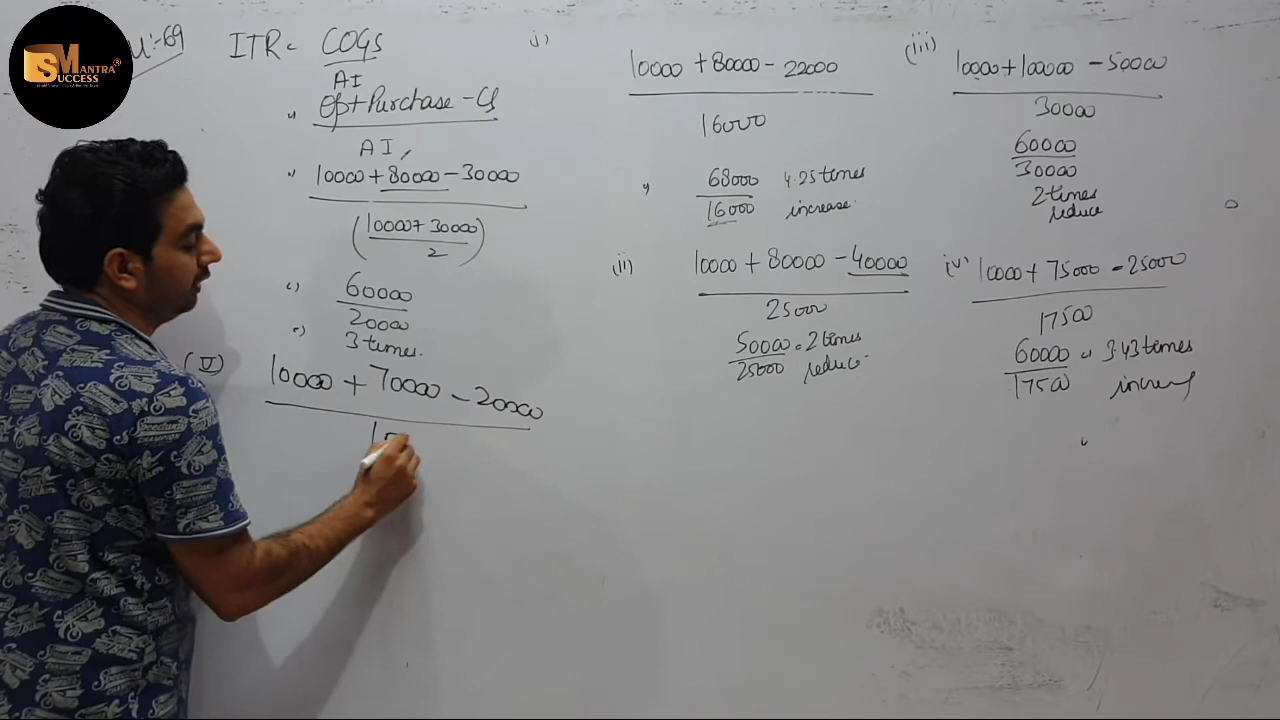 SM
MANTRA
SUCCESS
:-69
ITR = COGS
AI
= Op + Purchase - CS
AI
= 10000 + 80000 - 30000
(10000 + 30000
2)
= 60000
20000
= 3 times.
(V)
10000 + 70000 - 20000
15
i)
10000 + 80000 - 22000
16000
= 68000 4.25 times
16000 increase.
(ii)
10000 + 80000 - 40000
25000
50000 = 2 times
25000 reduce
(iii)
10000 + 100000 - 50000
30000
60000
30000
2 times
reduce
iv)
10000 + 75000 - 25000
17500
60000 = 3.43 times
17500